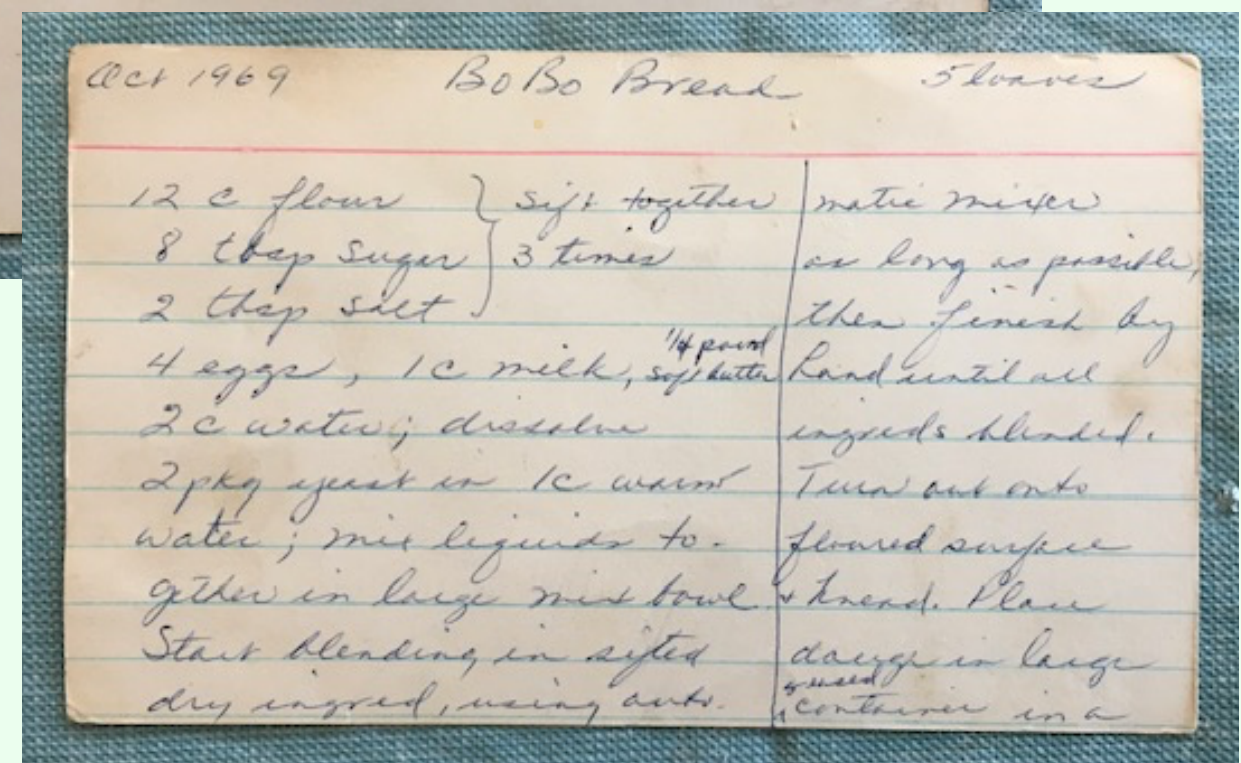 Oct 1969 BoBo Bread 5 loaves
12 c flour } sift together
8 tbsp sugar } 3 times
2 tbsp salt
1/4 pound
4 eggs, 1c milk, soft butter
2c water; dissolve
2 pkg yeast in 1c warm
water; mix liquids to-
gether in large mix bowl.
Start blending in sifted
dry ingred, using auto-
matic mixer
as long as possible,
then finish by
hand until all
ingreds blended.
Turn out onto
floured surface
& knead. Place
in large
greased
container in a